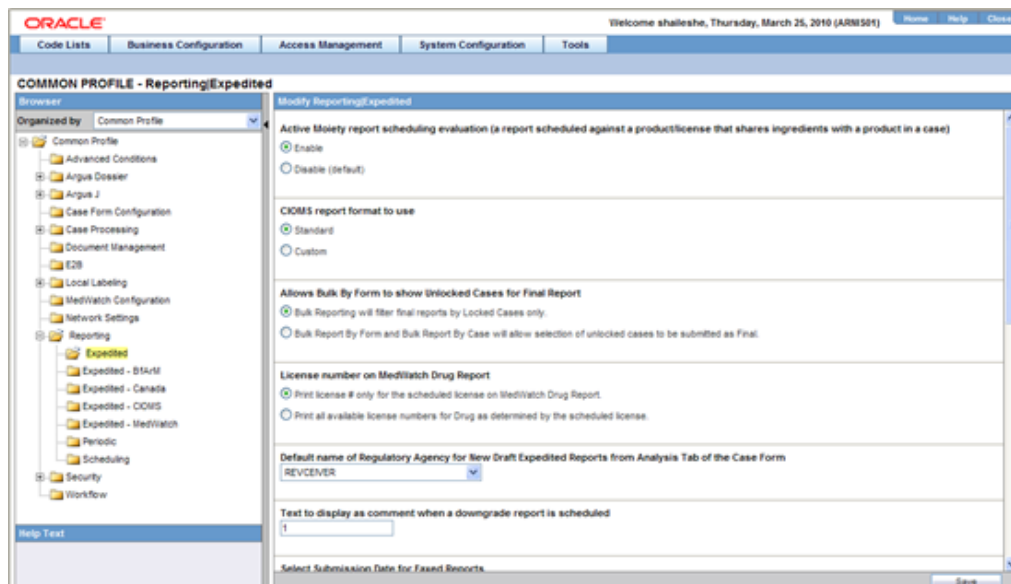 ORACLE
Welcome shaileshe, Thursday, March 25, 2010 (ARMIS01)
Home Help Close
Code Lists Business Configuration Access Management System Configuration Tools
COMMON PROFILE - Reporting|Expedited
Browser
Organized by Common Profile
Common Profile
Advanced Conditions
Argus Dossier
Argus J
Case Form Configuration
Case Processing
Document Management
E2B
Local Labeling
MedWatch Configuration
Network Settings
Reporting
Expedited
Expedited - BfArM
Expedited - Canada
Expedited - CIOMS
Expedited - MedWatch
Periodic
Scheduling
Security
Workflow
Help Text
Modify Reporting|Expedited
Active Moiety report scheduling evaluation (a report scheduled against a product/license that shares ingredients with a product in a case)
Enable
Disable (default)
CIOMS report format to use
Standard
Custom
Allows Bulk By Form to show Unlocked Cases for Final Report
Bulk Reporting will filter final reports by Locked Cases only.
Bulk Report By Form and Bulk Report By Case will allow selection of unlocked cases to be submitted as Final.
License number on MedWatch Drug Report
Print license # only for the scheduled license on MedWatch Drug Report.
Print all available license numbers for Drug as determined by the scheduled license.
Default name of Regulatory Agency for New Draft Expedited Reports from Analysis Tab of the Case Form
REVCEIVER
Text to display as comment when a downgrade report is scheduled
1
Select Submission Date for Faxed Reports
Save